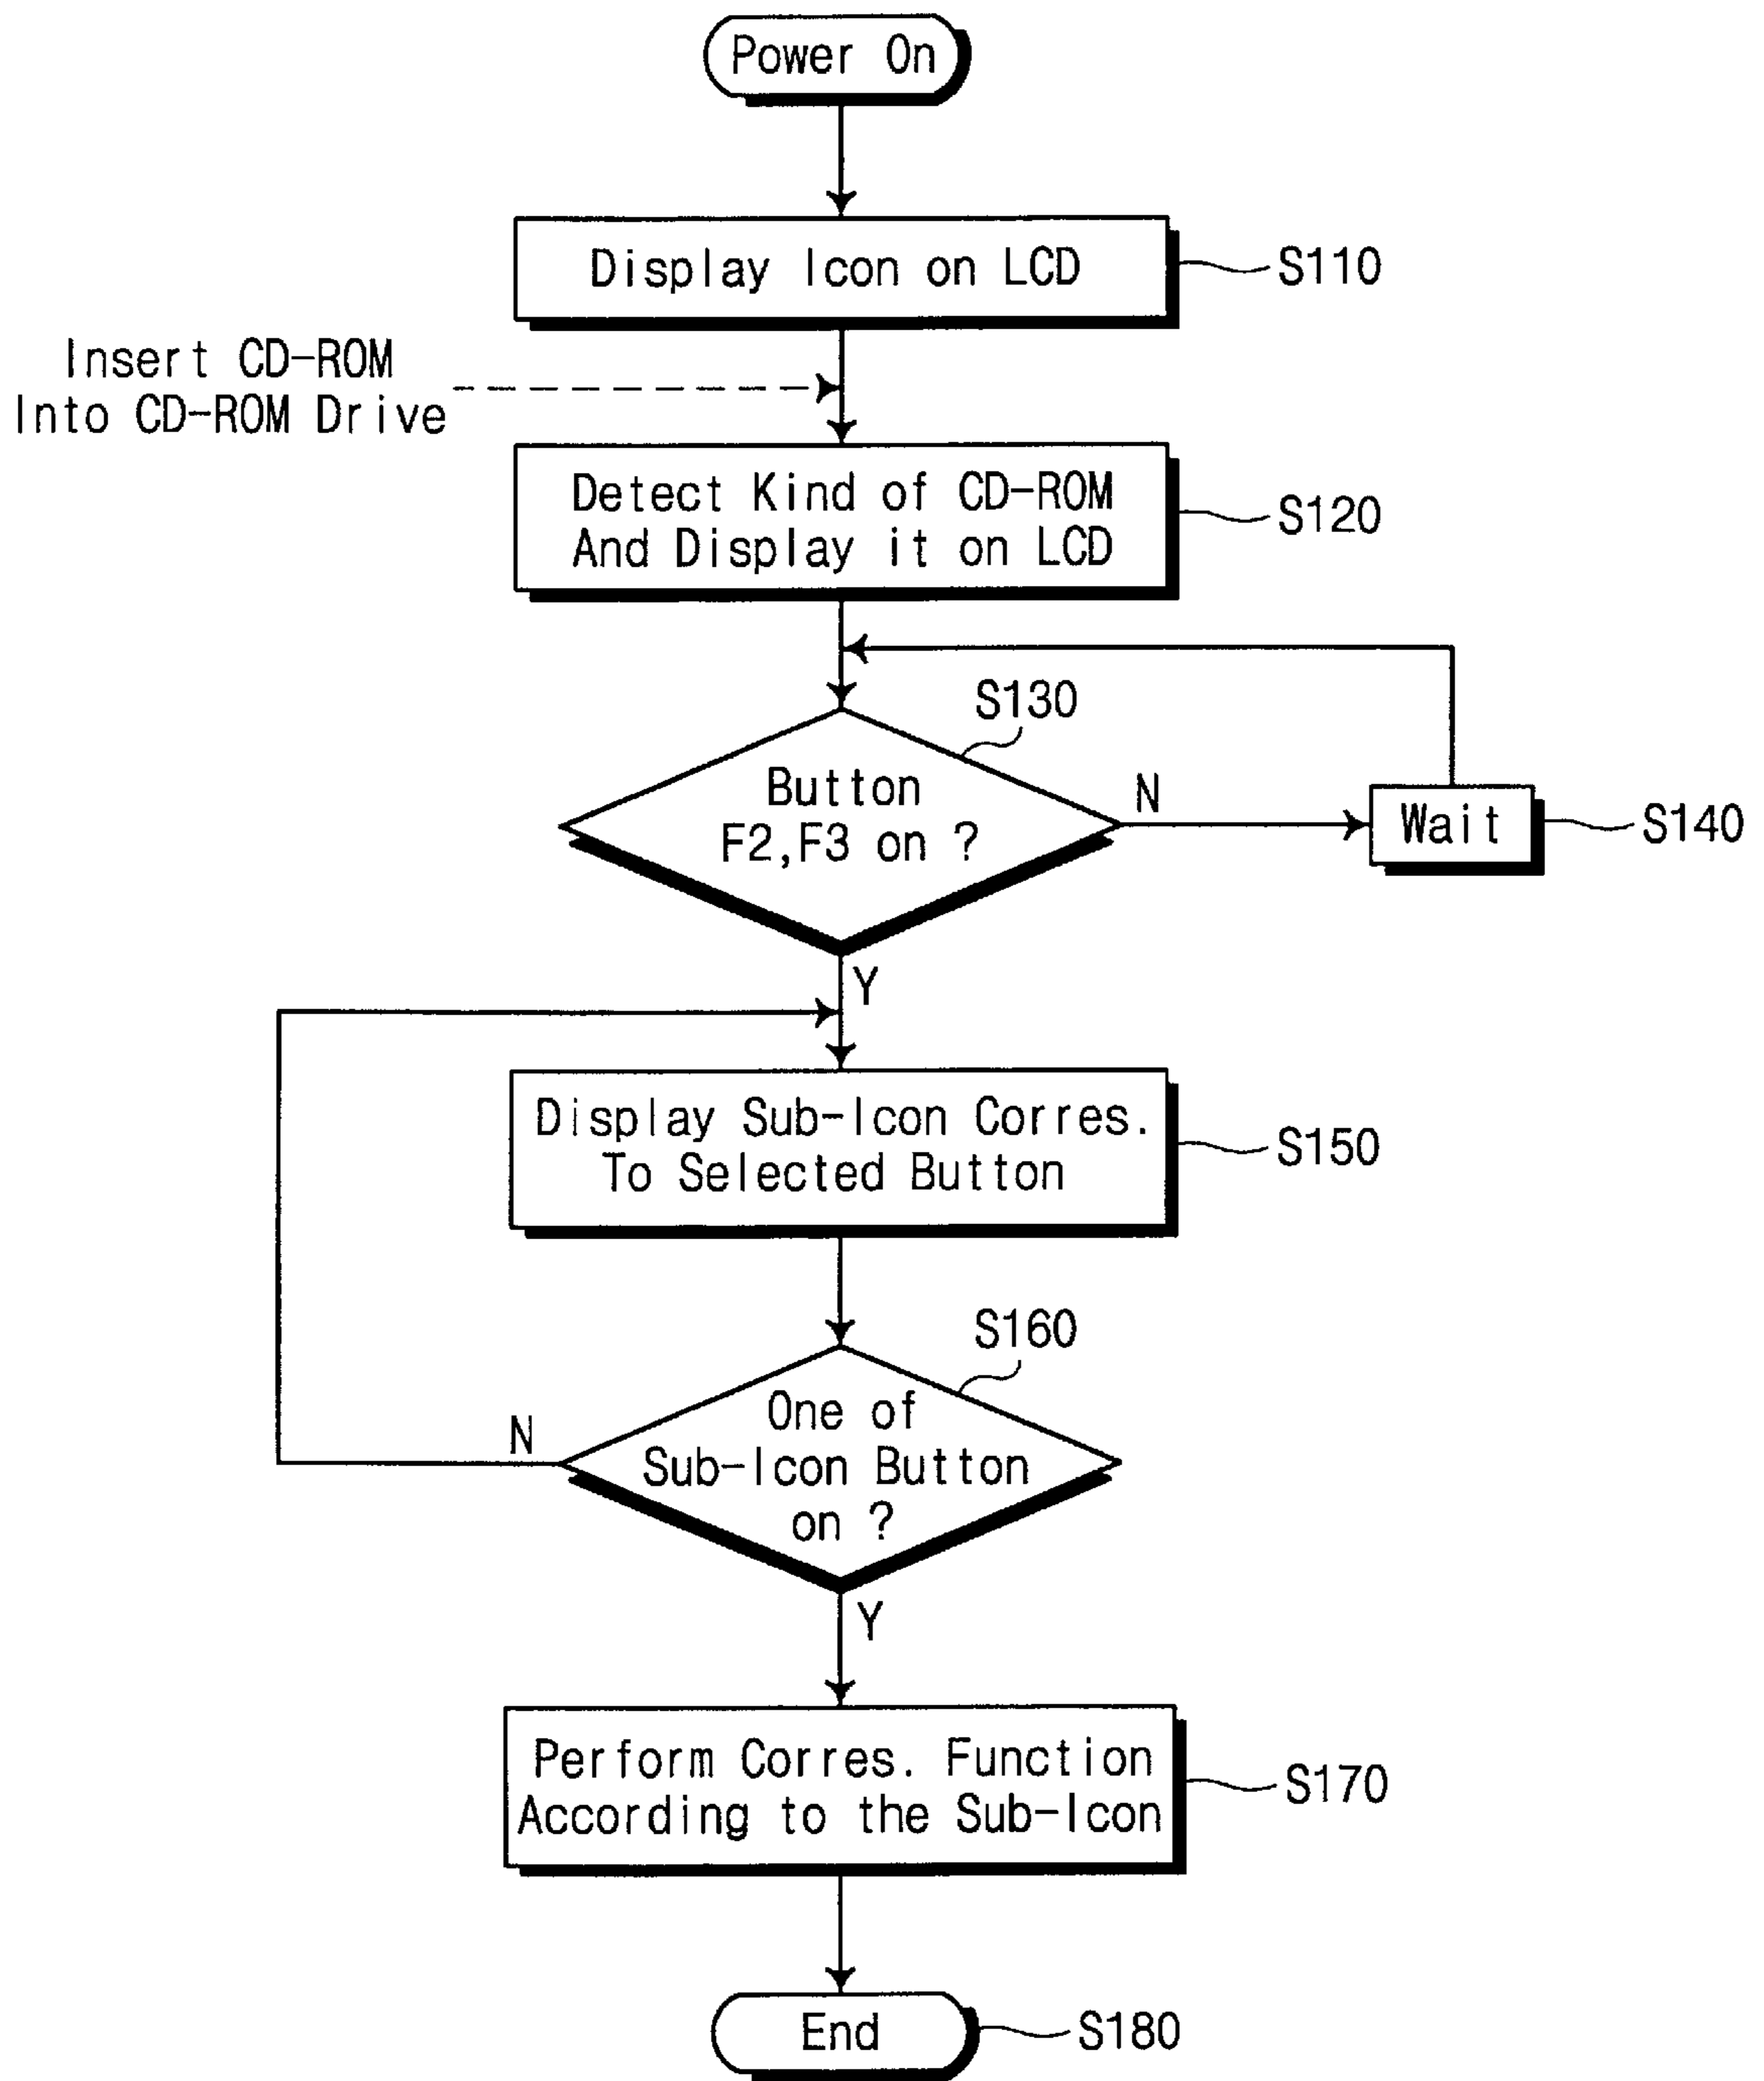 Power On
Display Icon on LCD
S110
Insert CD-ROM
Into CD-ROM Drive
Detect Kind of CD-ROM
And Display it on LCD
S120
S130
Button
F2,F3 on ?
N
Wait
S140
Y
Display Sub-Icon Corres.
To Selected Button
S150
S160
One of
Sub-Icon Button
on ?
N
Y
Perform Corres. Function
According to the Sub-Icon
S170
End
S180